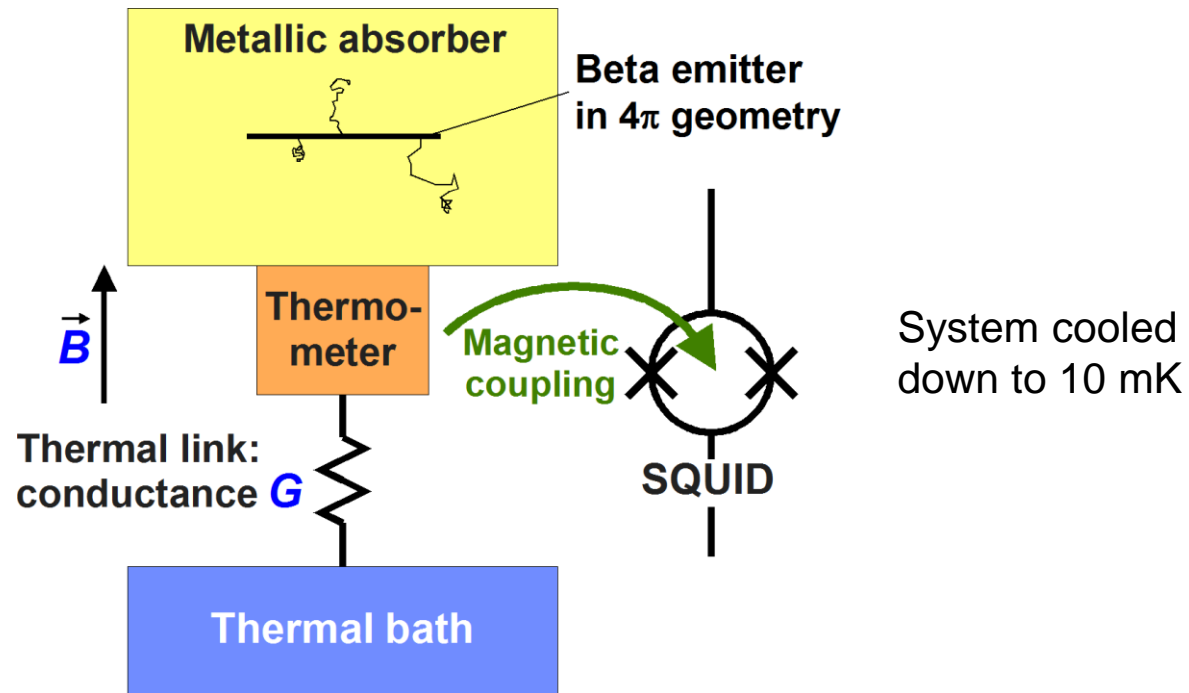 Metallic absorber
Beta emitter
in 4π geometry
Thermo-
meter
Magnetic
coupling
B
System cooled
down to 10 mK
Thermal link:
conductance G
SQUID
Thermal bath